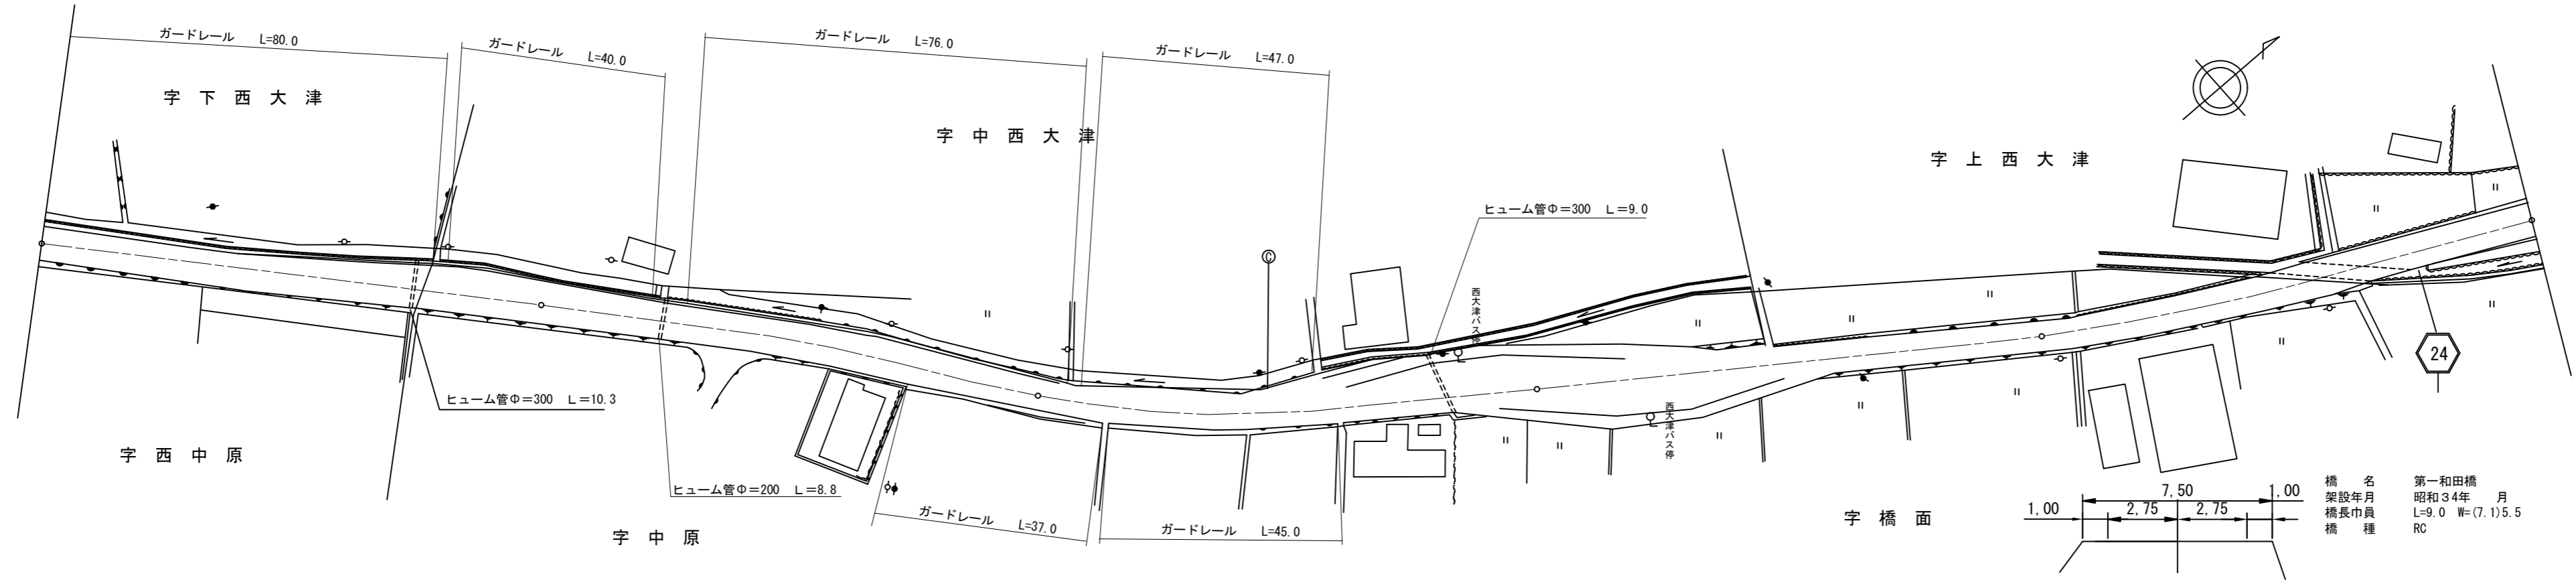 ガードレール L=80.0
ガードレール L=40.0
ガードレール L=76.0
ガードレール L=47.0
字 下 西 大 津
字 中 西 大 津
字 上 西 大 津
ヒューム管Φ=300 L=9.0
C
西大津バス停
西大津バス停
24
ヒューム管Φ=300 L=10.3
字 西 中 原
ヒューム管Φ=200 L=8.8
字 中 原
ガードレール L=37.0
ガードレール L=45.0
字 橋 面
7,50
1,00
1,00
2,75
2,75
橋 名 第一和田橋
架設年月 昭和34年 月
橋長巾員 L=9.0 W=(7.1)5.5
橋 種 RC